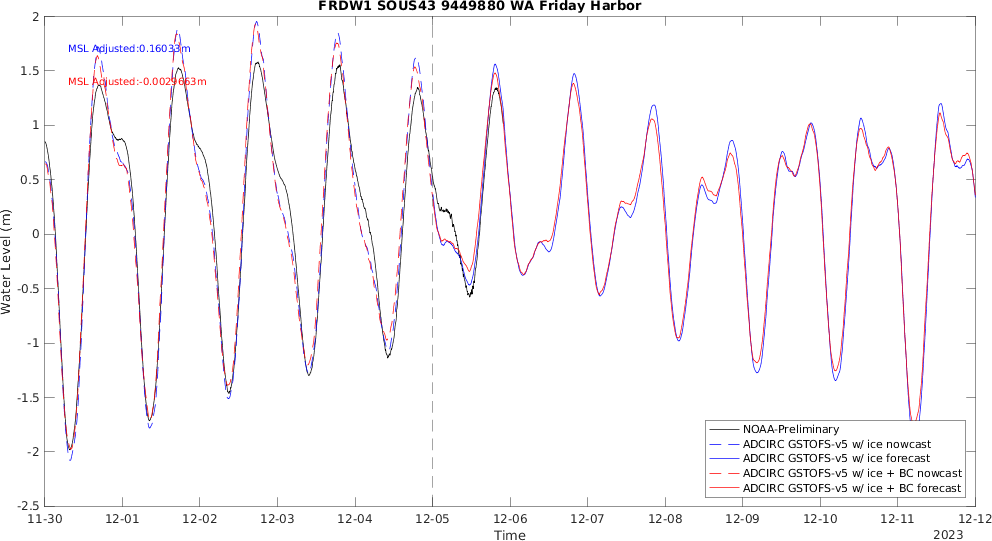 FRDW1 SOUS43 9449880 WA Friday Harbor
MSL Adjusted:0.16033m
MSL Adjusted:-0.0029663m
2
1.5
1
0.5
0
-0.5
-1
-1.5
-2
-2.5
Water Level (m)
NOAA-Preliminary
ADCIRC GSTOFS-v5 w/ ice nowcast
ADCIRC GSTOFS-v5 w/ ice forecast
ADCIRC GSTOFS-v5 w/ ice + BC nowcast
ADCIRC GSTOFS-v5 w/ ice + BC forecast
11-30 12-01 12-02 12-03 12-04 12-05 12-06 12-07 12-08 12-09 12-10 12-11 12-12
Time
2023